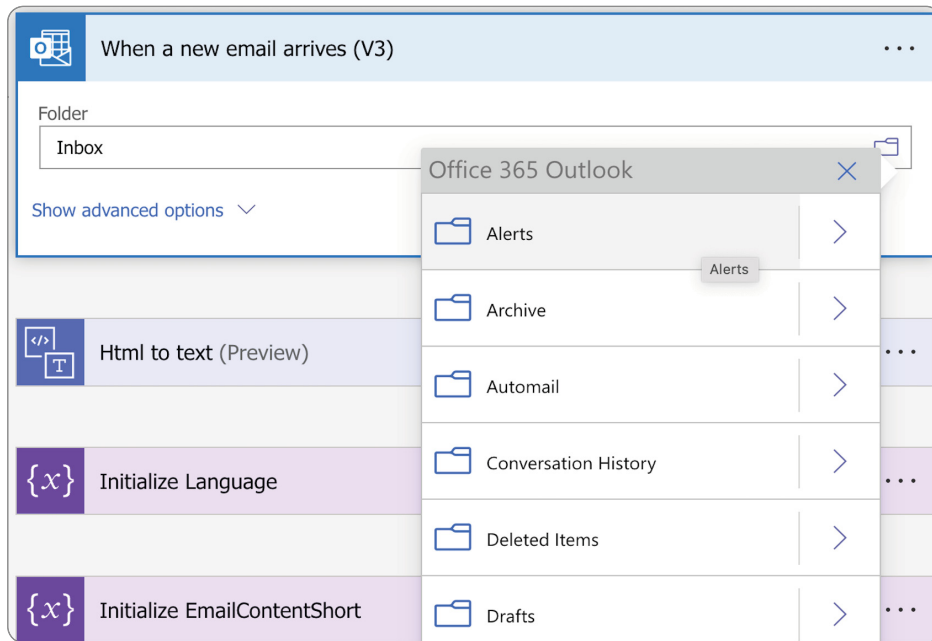 When a new email arrives (V3)
Folder
Inbox
Show advanced options
Office 365 Outlook
Alerts
Alerts
Archive
Automail
Conversation History
Deleted Items
Drafts
</>
T
Html to text (Preview)
{x}
Initialize Language
{x}
Initialize EmailContentShort